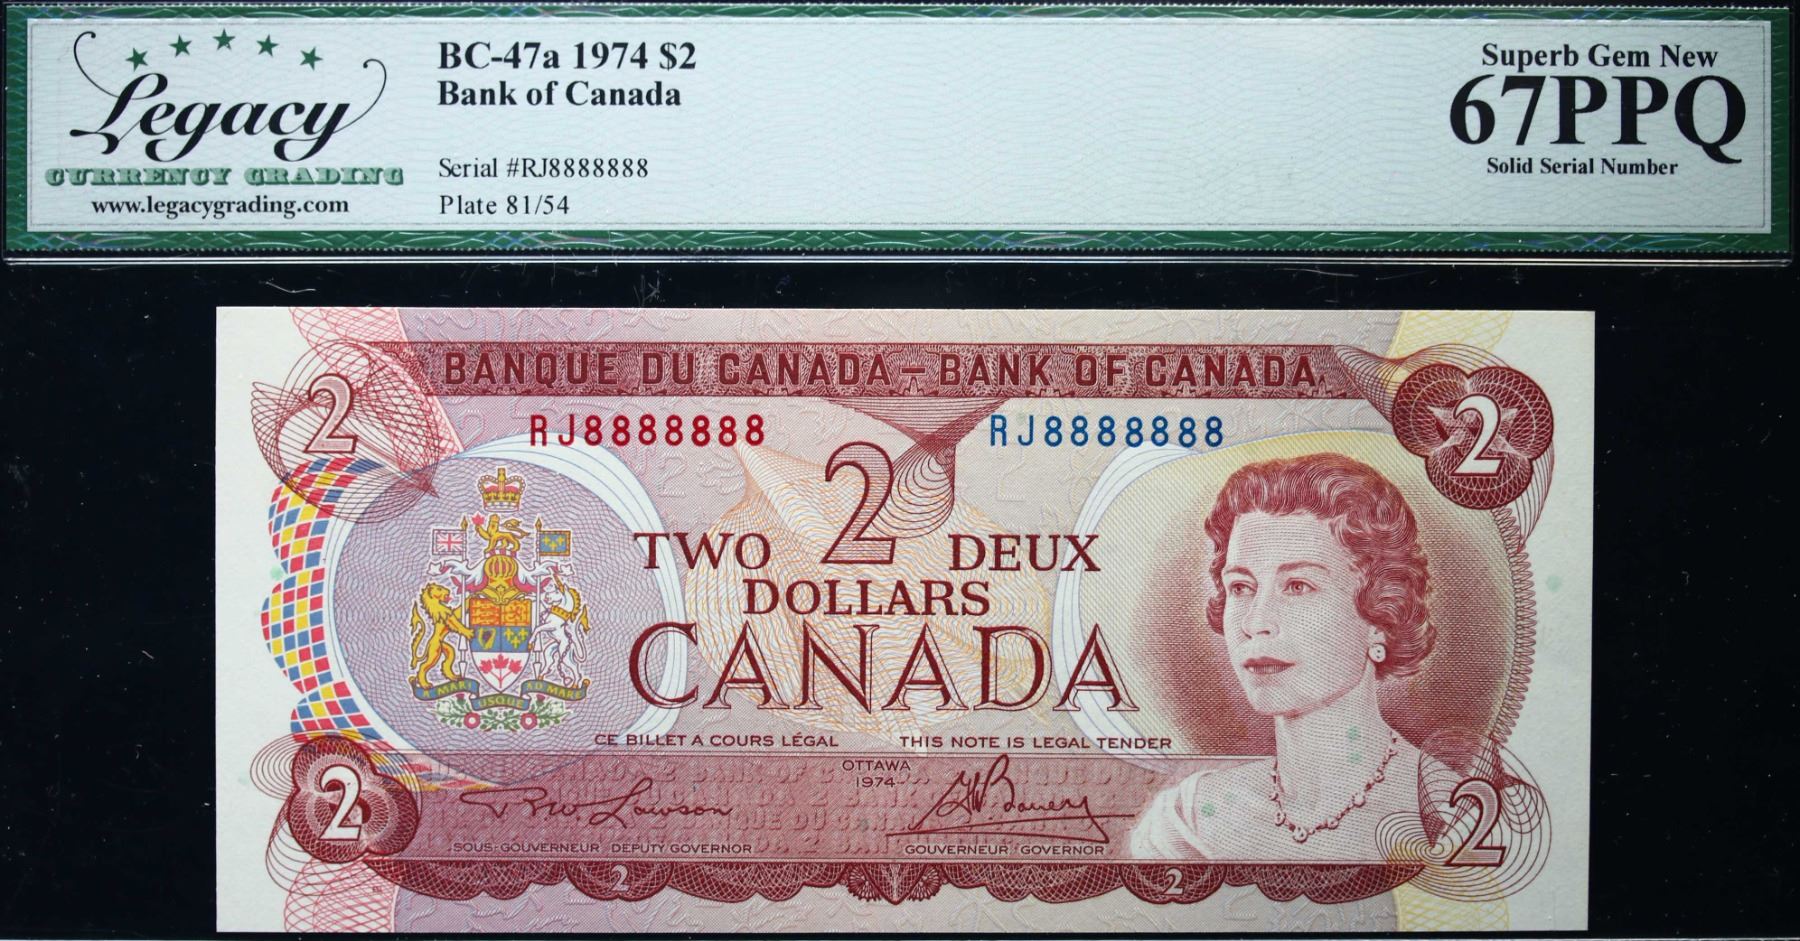 Legacy
CURRENCY GRADING
www.legacygrading.com
BC-47a 1974 $2
Bank of Canada
Serial #RJ8888888
Plate 81/54
Superb Gem New
67PPQ
Solid Serial Number
BANQUE DU CANADA – BANK OF CANADA
2
2
RJ8888888
RJ8888888
2
TWO DEUX
DOLLARS
CANADA
A MARI USQUE AD MARE
CE BILLET A COURS LÉGAL THIS NOTE IS LEGAL TENDER
OTTAWA
1974
2
2
R.W. Lawson
G.K. Bouey
SOUS-GOUVERNEUR DEPUTY GOVERNOR
GOUVERNEUR GOVERNOR
2
2